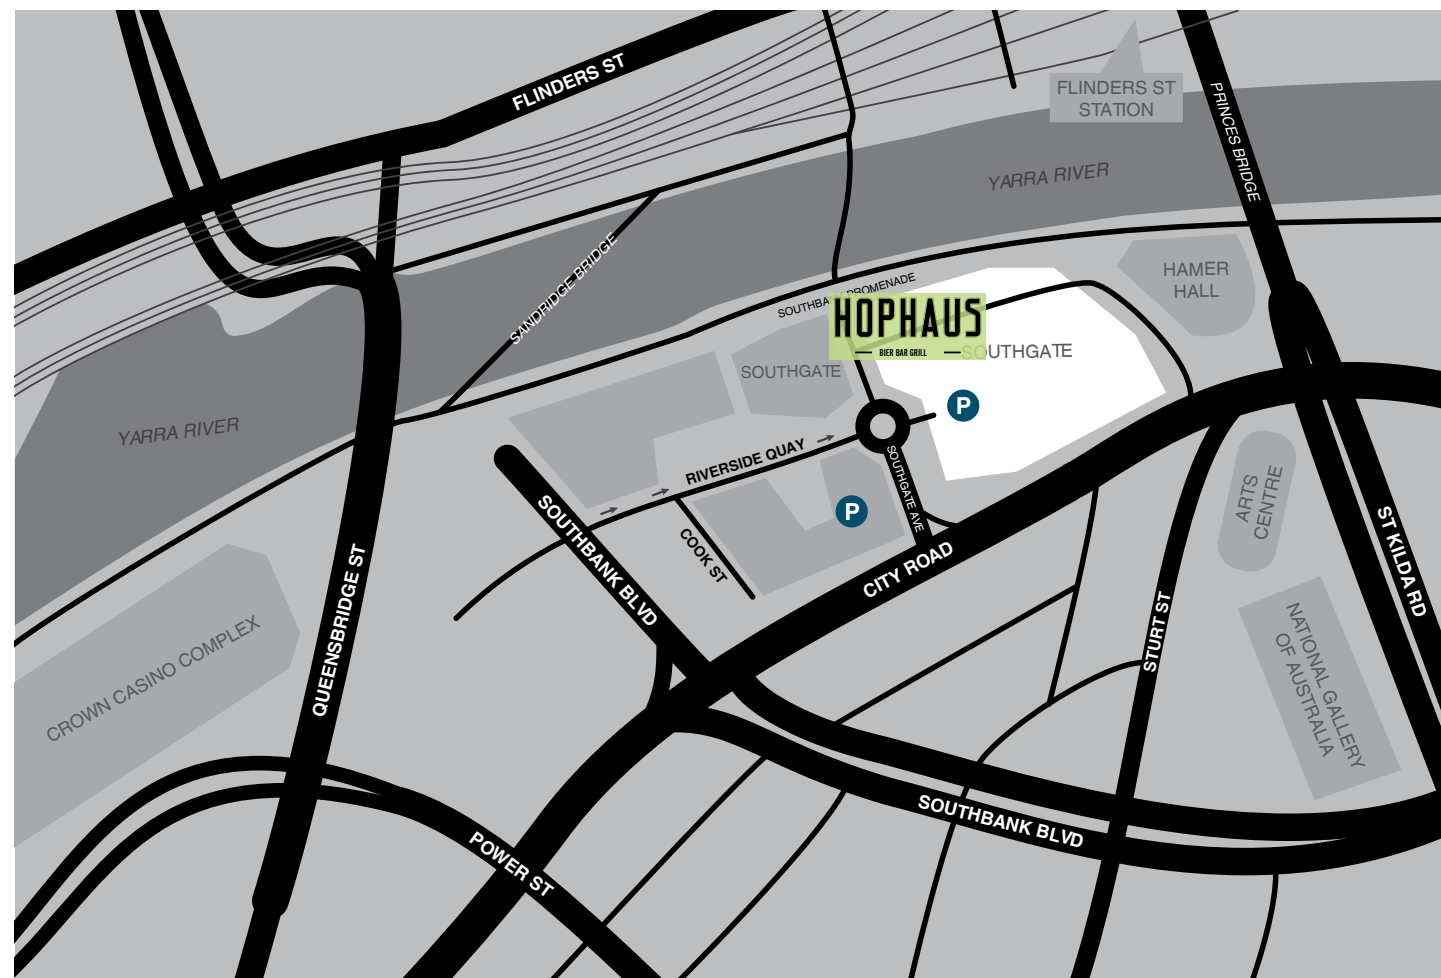 FLINDERS ST
FLINDERS ST
STATION
PRINCES BRIDGE
YARRA RIVER
SANDRIDGE BRIDGE
HAMER
HALL
SOUTHBANK PROMENADE
HOPHAUS
BIER BAR GRILL
SOUTHGATE
SOUTHGATE
P
YARRA RIVER
RIVERSIDE QUAY
SOUTHGATE AVE
P
ARTS
CENTRE
SOUTHBANK BLVD
COOK ST
CITY ROAD
ST KILDA RD
QUEENSBRIDGE ST
CROWN CASINO COMPLEX
STURT ST
NATIONAL GALLERY
OF AUSTRALIA
SOUTHBANK BLVD
POWER ST